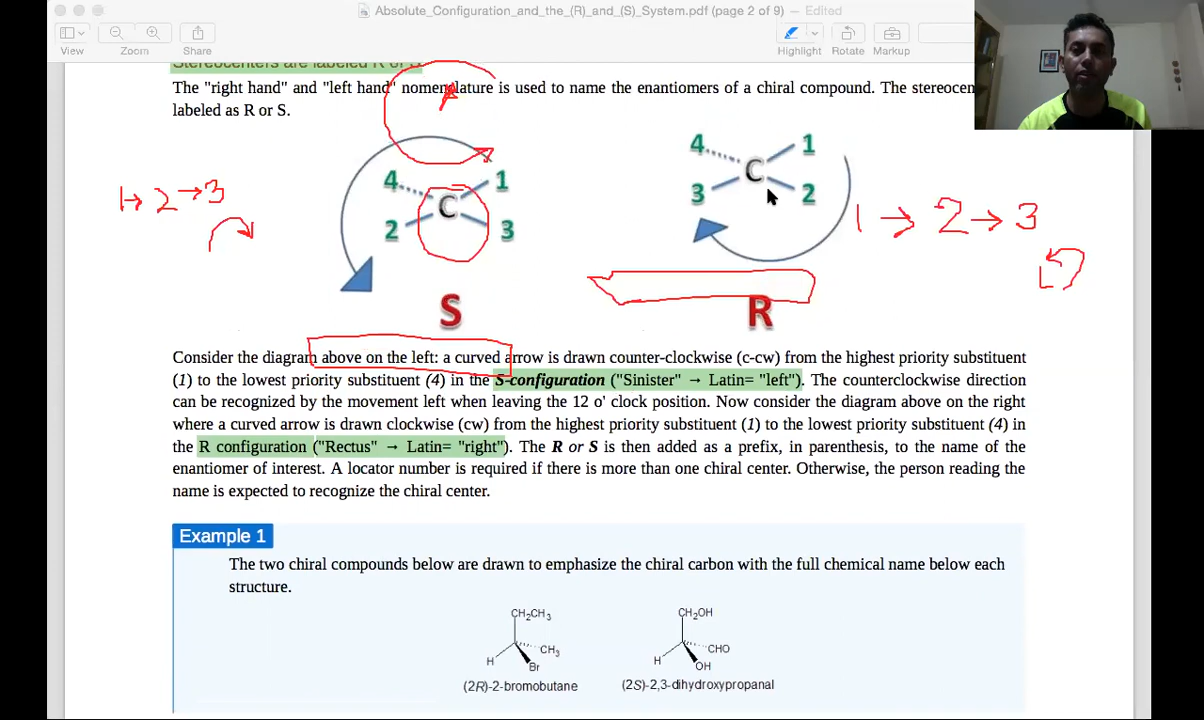 Absolute_Configuration_and_the_(R)_and_(S)_System.pdf (page 2 of 9) — Edited
View
Zoom
Share
Highlight
Rotate
Markup
Stereocenters are labeled R or S
The "right hand" and "left hand" nomenclature is used to name the enantiomers of a chiral compound. The stereocen
labeled as R or S.
4 C 1
2 3
S
4 C 1
3 2
R
1 → 2 → 3
1 → 2 → 3
Consider the diagram above on the left: a curved arrow is drawn counter-clockwise (c-cw) from the highest priority substituent
(1) to the lowest priority substituent (4) in the S-configuration ("Sinister" → Latin= "left"). The counterclockwise direction
can be recognized by the movement left when leaving the 12 o' clock position. Now consider the diagram above on the right
where a curved arrow is drawn clockwise (cw) from the highest priority substituent (1) to the lowest priority substituent (4) in
the R configuration ("Rectus" → Latin= "right"). The R or S is then added as a prefix, in parenthesis, to the name of the
enantiomer of interest. A locator number is required if there is more than one chiral center. Otherwise, the person reading the
name is expected to recognize the chiral center.
Example 1
The two chiral compounds below are drawn to emphasize the chiral carbon with the full chemical name below each
structure.
CH2CH3
CH3
H
Br
(2R)-2-bromobutane
CH2OH
CHO
H
OH
(2S)-2,3-dihydroxypropanal